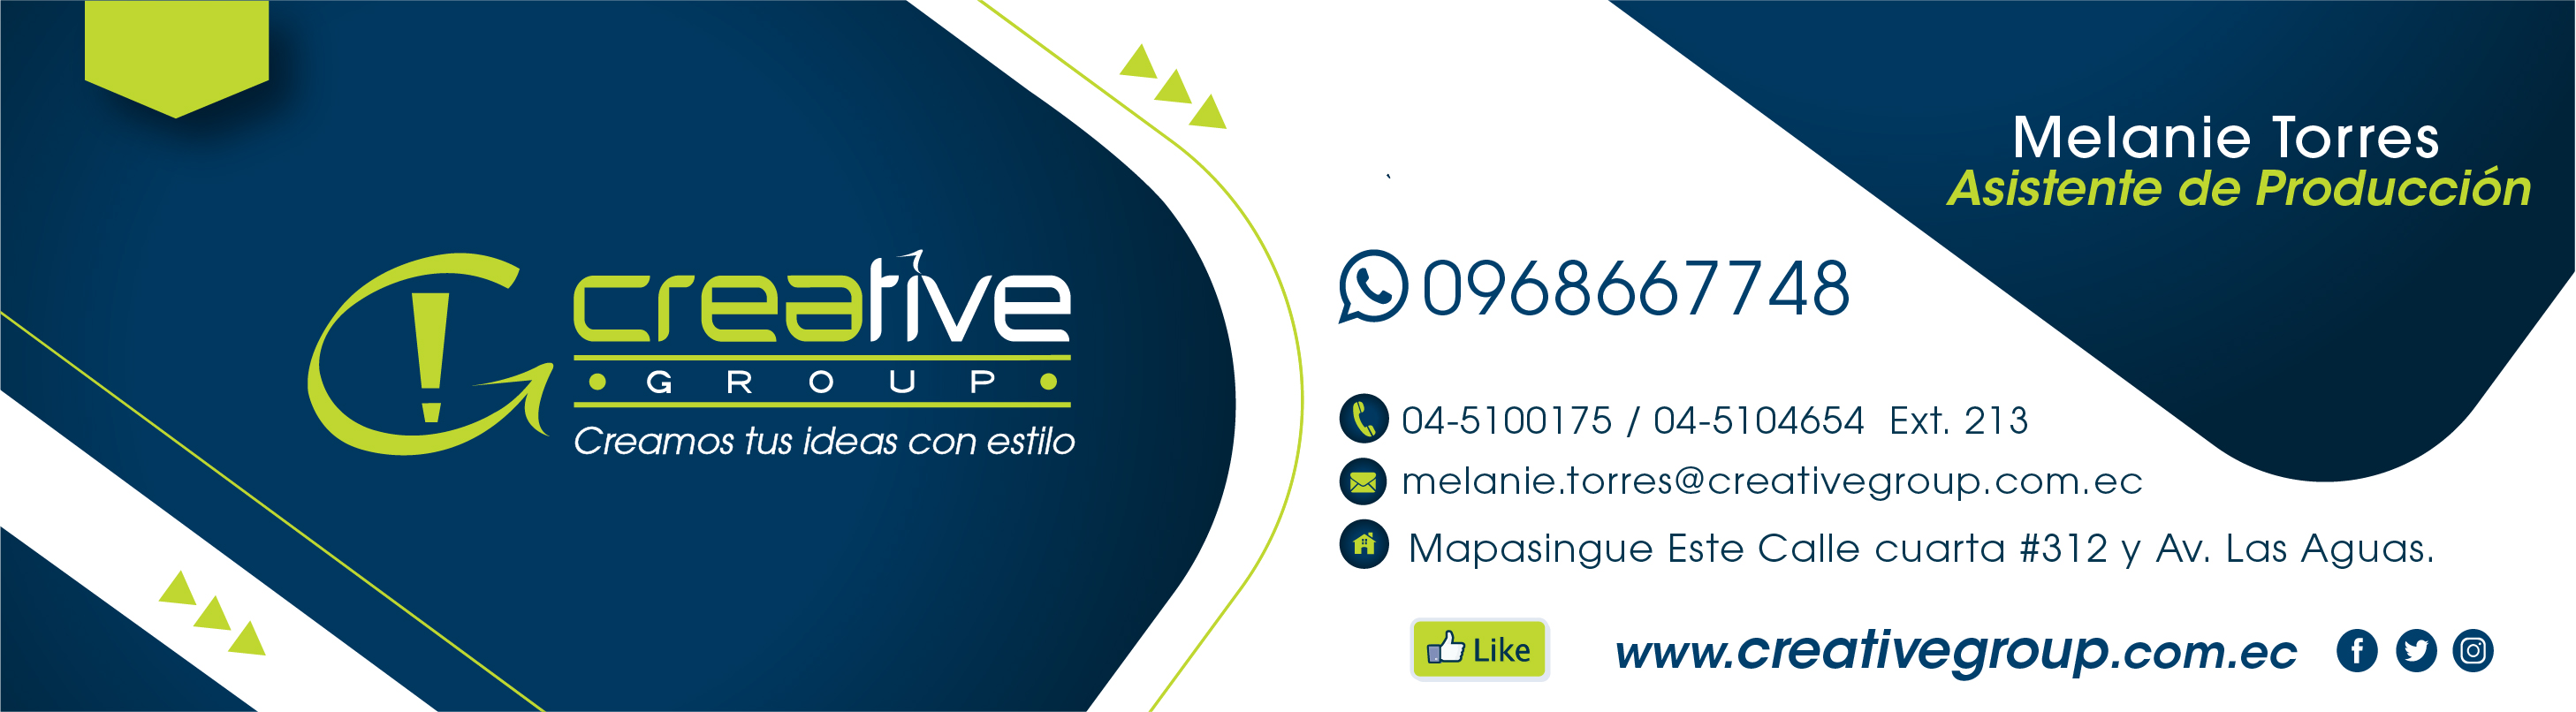 creative
GROUP
Creamos tus ideas con estilo
Melanie Torres
Asistente de Producción
0968667748
04-5100175 / 04-5104654 Ext. 213
melanie.torres@creativegroup.com.ec
Mapasingue Este Calle cuarta #312 y Av. Las Aguas.
Like
www.creativegroup.com.ec